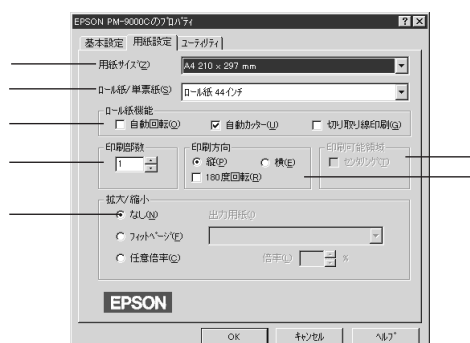 EPSON PM-9000Cのﾌﾟﾛﾊﾟﾃｨ
基本設定 用紙設定 ﾕｰﾃｨﾘﾃｨ
用紙ｻｲｽﾞ(Z) A4 210 x 297 mm
ﾛｰﾙ紙/単票紙(S) ﾛｰﾙ紙 44ｲﾝﾁ
ﾛｰﾙ紙機能
自動回転(O) 自動ｶｯﾀｰ(U) 切り取り線印刷(G)
印刷部数 印刷方向 印刷可能領域
1 縦(P) 横(E) ｾﾝﾀﾘﾝｸﾞ(T)
180度回転(R)
拡大/縮小
なし(N) 出力用紙(I)
ﾌｨｯﾄﾍﾟｰｼﾞ(F)
任意倍率(C) 倍率(L) %
EPSON
OK ｷｬﾝｾﾙ ﾍﾙﾌﾟ